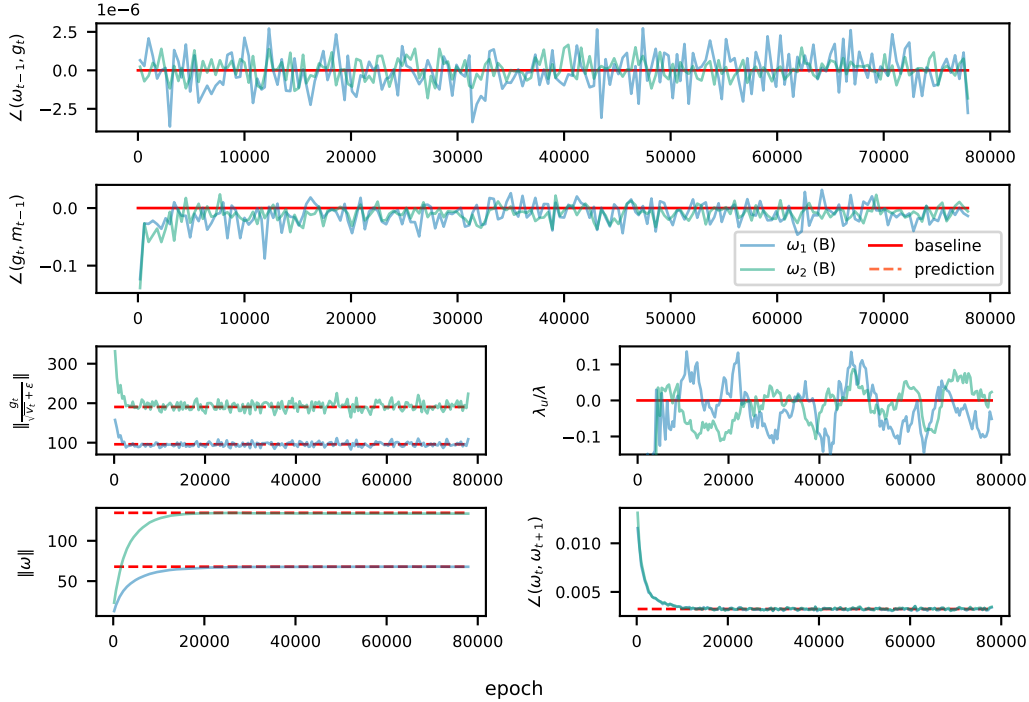 1e−6
∠(ω_{t−1}, g_t)
2.5
0.0
−2.5
0 10000 20000 30000 40000 50000 60000 70000 80000
∠(g_t, m_{t−1})
0.0
−0.1
ω₁ (B) baseline
ω₂ (B) prediction
0 10000 20000 30000 40000 50000 60000 70000 80000
‖g_t / √v_t + ε‖
300
200
100
0 20000 40000 60000 80000
λ_u/λ
0.1
0.0
−0.1
0 20000 40000 60000 80000
‖ω‖
100
50
0 20000 40000 60000 80000
∠(ω_t, ω_{t+1})
0.010
0.005
0 20000 40000 60000 80000
epoch